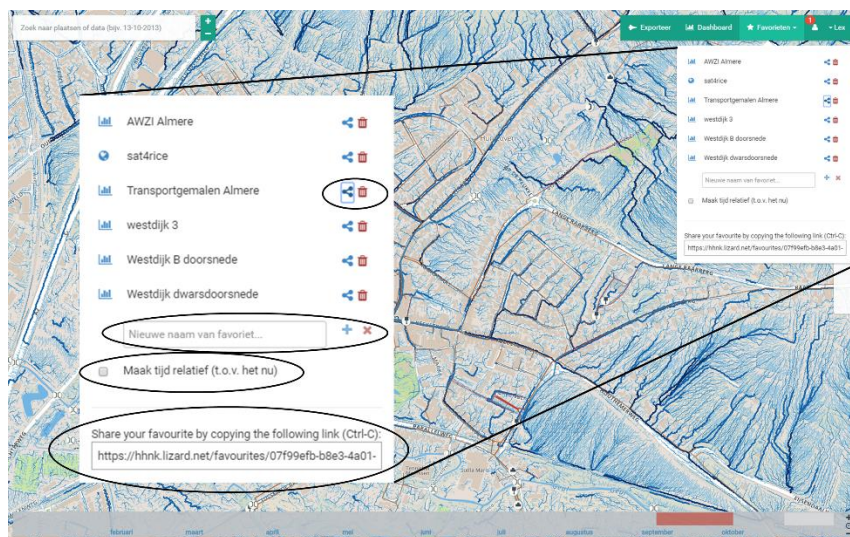 Zoek naar plaatsen of data (bijv. 13-10-2013)
+
−
Exporteer
Dashboard
Favorieten
1
Lex
AWZI Almere
sat4rice
Transportgemalen Almere
westdijk 3
Westdijk B doorsnede
Westdijk dwarsdoorsnede
Nieuwe naam van favoriet...
Maak tijd relatief (t.o.v. het nu)
Share your favourite by copying the following link (Ctrl-C):
https://hhnk.lizard.net/favourites/07f99efb-b8e3-4a01-
AWZI Almere
sat4rice
Transportgemalen Almere
westdijk 3
Westdijk B doorsnede
Westdijk dwarsdoorsnede
Nieuwe naam van favoriet...
Maak tijd relatief (t.o.v. het nu)
Share your favourite by copying the following link (Ctrl-C):
https://hhnk.lizard.net/favourites/07f99efb-b8e3-4a01-
februari
maart
april
mei
juni
juli
augustus
september
oktober